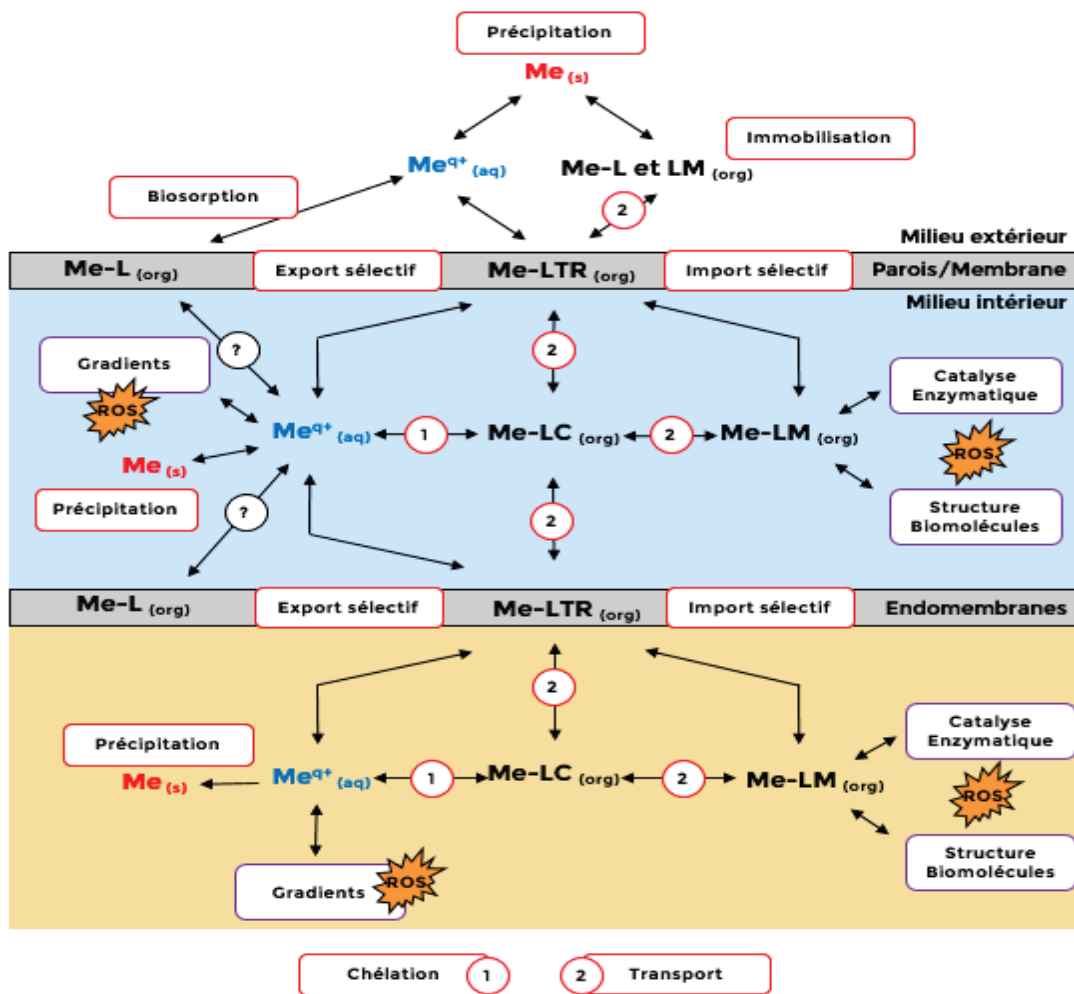 Précipitation
Me (s)
Immobilisation
Meq+ (aq)
Me-L et LM (org)
Biosorption
2
Milieu extérieur
Me-L (org)
Export sélectif
Me-LTR (org)
Import sélectif
Parois/Membrane
Milieu intérieur
?
Gradients
ROS
2
Catalyse
Enzymatique
Meq+ (aq)
1
Me-LC (org)
2
Me-LM (org)
ROS
Me (s)
Précipitation
?
2
Structure
Biomolécules
Me-L (org)
Export sélectif
Me-LTR (org)
Import sélectif
Endomembranes
2
Catalyse
Enzymatique
Précipitation
Me (s)
Meq+ (aq)
1
Me-LC (org)
2
Me-LM (org)
ROS
Gradients
ROS
Structure
Biomolécules
Chélation
1
2
Transport